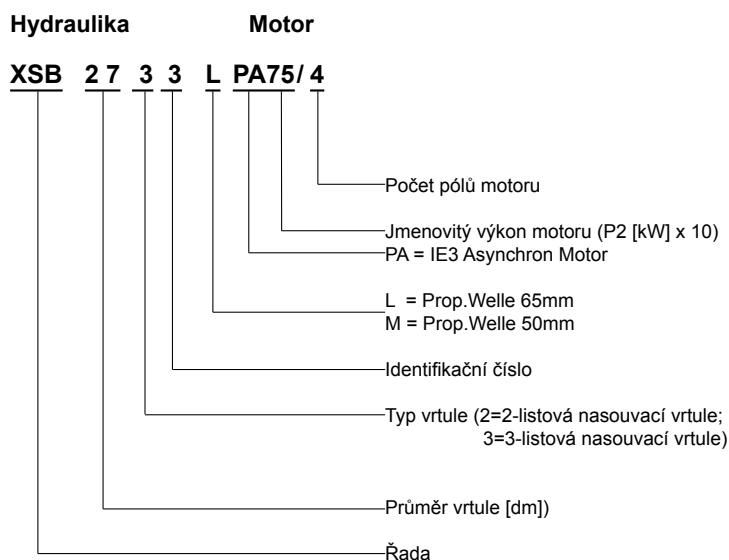 Hydraulika Motor
XSB 27 3 3 L PA75/4
Počet pólů motoru
Jmenovitý výkon motoru (P2 [kW] x 10)
PA = IE3 Asynchron Motor
L = Prop.Welle 65mm
M = Prop.Welle 50mm
Identifikační číslo
Typ vrtule (2=2-listová nasouvací vrtule;
3=3-listová nasouvací vrtule)
Průměr vrtule [dm])
Řada